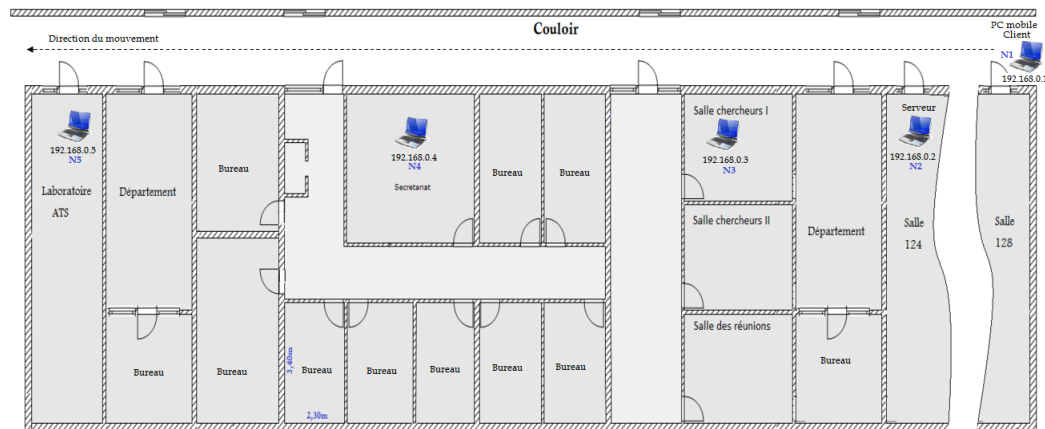 Couloir
PC mobile
Client
Direction du mouvement
N1
192.168.0.1
Serveur
Salle chercheurs I
192.168.0.5
N5
192.168.0.4
N4
192.168.0.3
N3
192.168.0.2
N2
Bureau
Bureau
Bureau
Laboratoire
ATS
Département
Secretanat
Salle chercheurs II
Département
Salle
124
Salle
128
Salle des réunions
3,40m
Bureau
Bureau
Bureau
Bureau
Bureau
Bureau
Bureau
Bureau
2,30m